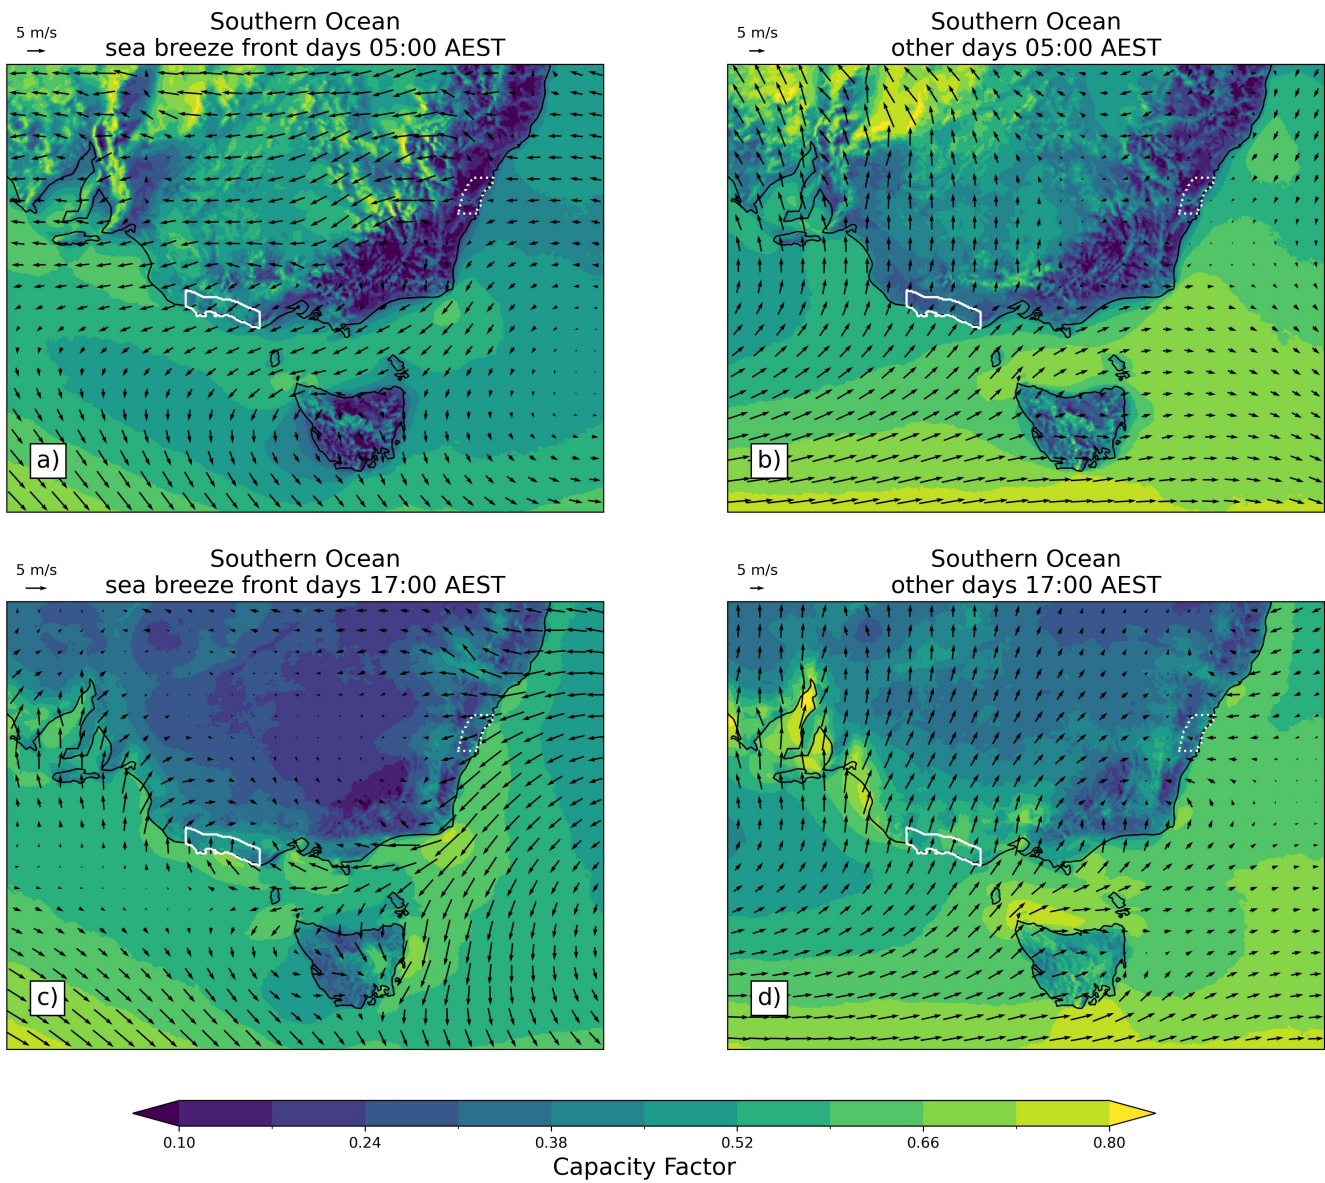 Southern Ocean
sea breeze front days 05:00 AEST
5 m/s
a)
Southern Ocean
other days 05:00 AEST
5 m/s
b)
Southern Ocean
sea breeze front days 17:00 AEST
5 m/s
c)
Southern Ocean
other days 17:00 AEST
5 m/s
d)
0.10 0.24 0.38 0.52 0.66 0.80
Capacity Factor